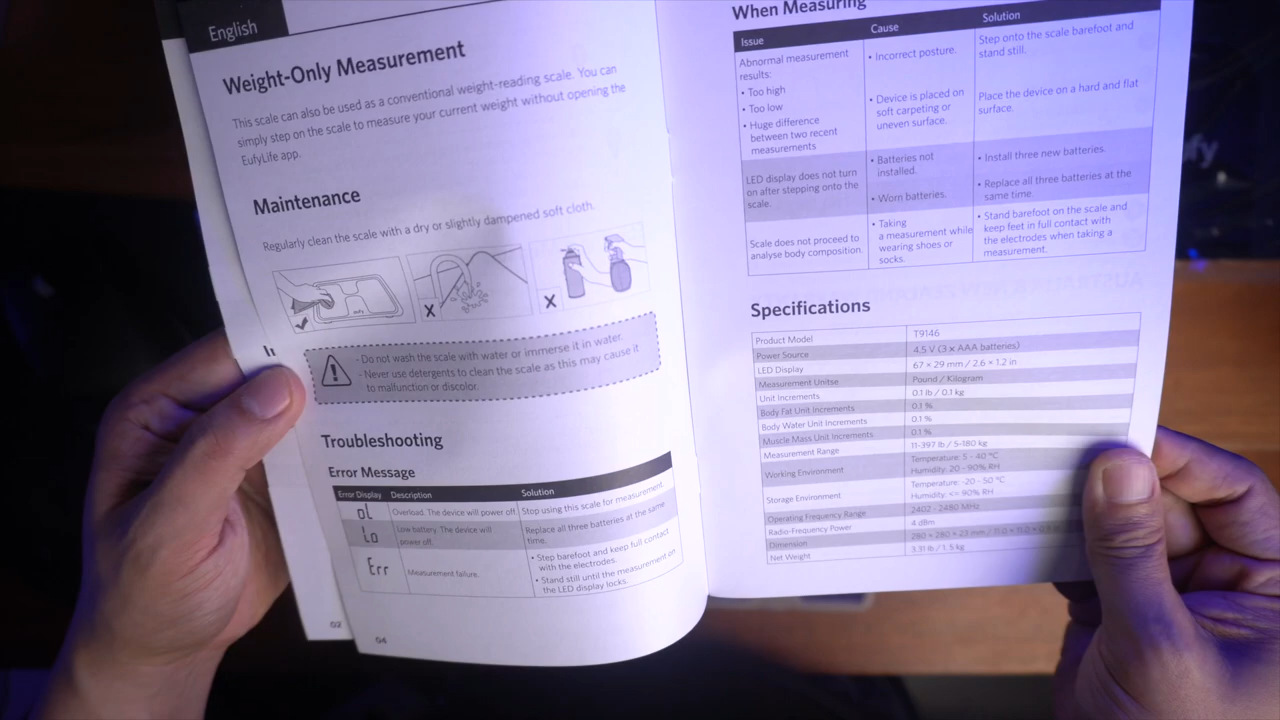 English
Weight-Only Measurement
This scale can also be used as a conventional weight-reading scale. You can
simply step on the scale to measure your current weight without opening the
EufyLife app.
Maintenance
Regularly clean the scale with a dry or slightly dampened soft cloth.
eufy
- Do not wash the scale with water or immerse it in water.
- Never use detergents to clean the scale as this may cause it
to malfunction or discolor.
Troubleshooting
Error Message
Error Display Description Solution
oL Overload. The device will power off. Stop using this scale for measurement.
Lo Low battery. The device will
power off.
Replace all three batteries at the same
time.
Err Measurement failure.
• Step barefoot and keep full contact
with the electrodes.
• Stand still until the measurement on
the LED display locks.
03
04
When Measuring
Issue Cause Solution
Abnormal measurement
results:
• Too high
• Too low
• Huge difference
between two recent
measurements
• Incorrect posture.
Step onto the scale barefoot and
stand still.
• Device is placed on
soft carpeting or
uneven surface.
Place the device on a hard and flat
surface.
LED display does not turn
on after stepping onto the
scale.
• Batteries not
installed.
• Install three new batteries.
• Worn batteries.
• Replace all three batteries at the
same time.
Scale does not proceed to
analyse body composition.
• Taking
a measurement while
wearing shoes or
socks.
• Stand barefoot on the scale and
keep feet in full contact with
the electrodes when taking a
measurement.
Specifications
Product Model T9146
Power Source 4.5 V (3 x AAA batteries)
LED Display 67 × 29 mm / 2.6 × 1.2 in
Measurement Unitse Pound / Kilogram
Unit Increments 0.1 lb / 0.1 kg
Body Fat Unit Increments 0.1 %
Body Water Unit Increments 0.1 %
Muscle Mass Unit Increments 0.1 %
Measurement Range 11-397 lb / 5-180 kg
Working Environment
Temperature: 5 - 40 °C
Humidity: 20 - 90% RH
Storage Environment
Temperature: -20 - 50 °C
Humidity: <= 90% RH
Operating Frequency Range 2402 - 2480 MHz
Radio-Frequency Power 4 dBm
Dimension 280 × 280 × 23 mm / 11.0 × 11.0 × 0.9 in
Net Weight 3.31 lb / 1.5 kg